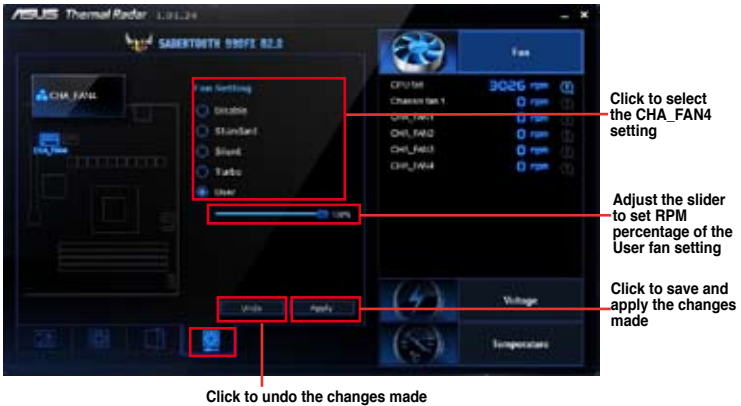 ASUS Thermal Radar 1.01.24
SABERTOOTH 990FX R2.0
Fan
CHA_FAN4
CHA_FAN4
Fan Setting
Disable
Standard
Silent
Turbo
User
100%
Undo
Apply
CPU fan 3026 rpm
Chassis fan 1 0 rpm
CHA_FAN1 0 rpm
CHA_FAN2 0 rpm
CHA_FAN3 0 rpm
CHA_FAN4 0 rpm
Voltage
Temperature
Click to select
the CHA_FAN4
setting
Adjust the slider
to set RPM
percentage of the
User fan setting
Click to save and
apply the changes
made
Click to undo the changes made